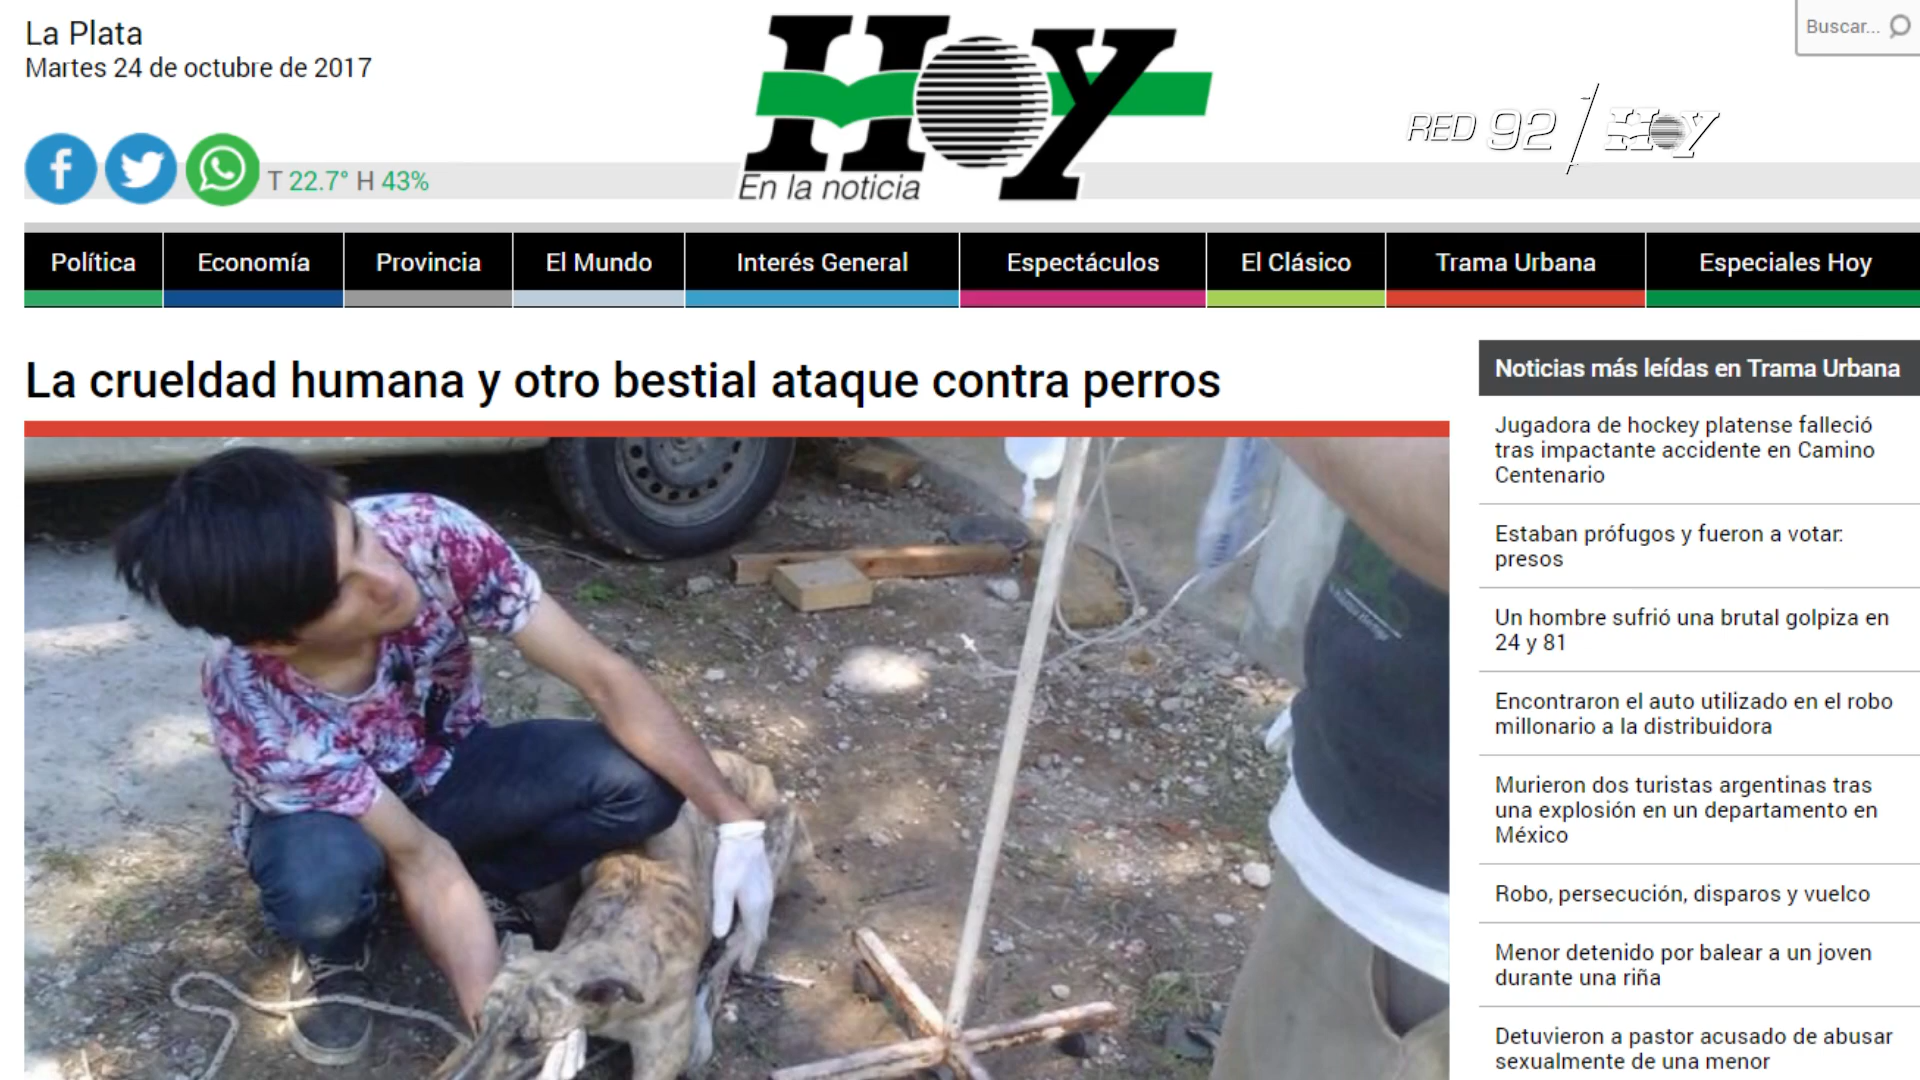 La Plata
Martes 24 de octubre de 2017
HOY
En la noticia
Buscar...
RED 92 / HOY
T 22.7° H 43%
Política
Economía
Provincia
El Mundo
Interés General
Espectáculos
El Clásico
Trama Urbana
Especiales Hoy
La crueldad humana y otro bestial ataque contra perros
Noticias más leídas en Trama Urbana
Jugadora de hockey platense falleció
tras impactante accidente en Camino
Centenario
Estaban prófugos y fueron a votar:
presos
Un hombre sufrió una brutal golpiza en
24 y 81
Encontraron el auto utilizado en el robo
millonario a la distribuidora
Murieron dos turistas argentinas tras
una explosión en un departamento en
México
Robo, persecución, disparos y vuelco
Menor detenido por balear a un joven
durante una riña
Detuvieron a pastor acusado de abusar
sexualmente de una menor